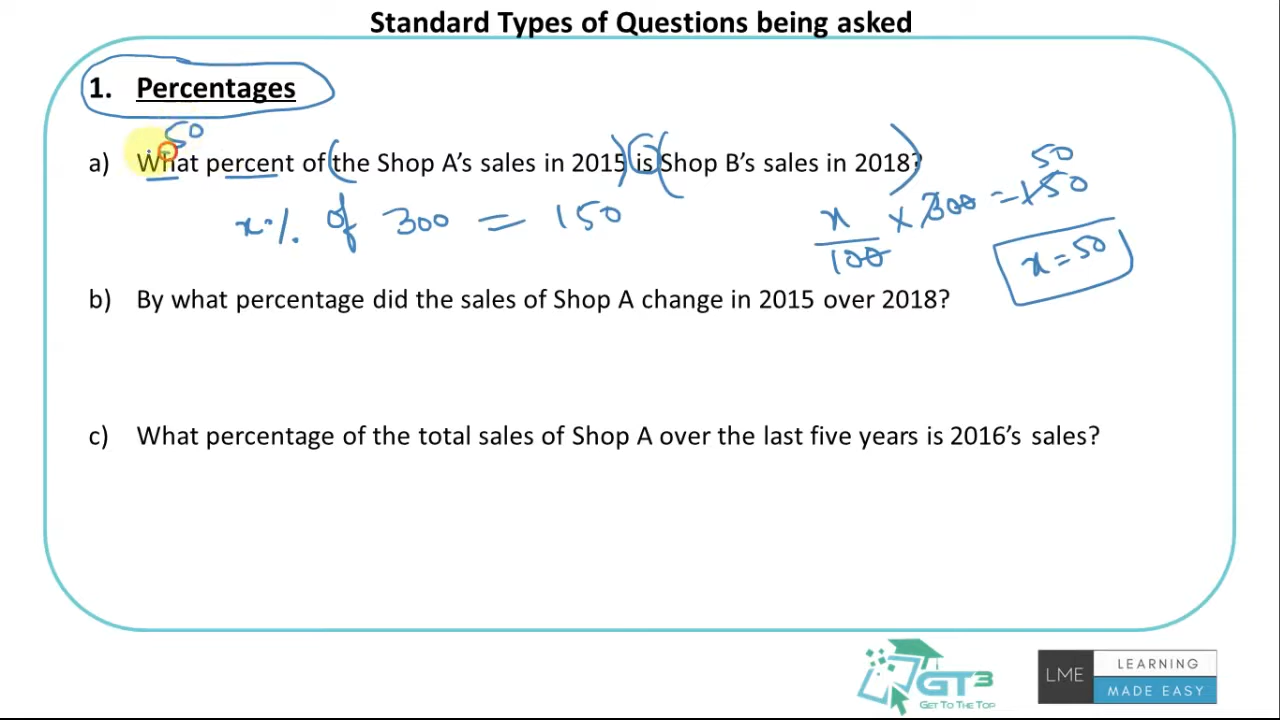 Standard Types of Questions being asked
1. Percentages
50
a) What percent of the Shop A's sales in 2015 is Shop B's sales in 2018?
x% of 300 = 150
50
x/100 × 300 = 150
x = 50
b) By what percentage did the sales of Shop A change in 2015 over 2018?
c) What percentage of the total sales of Shop A over the last five years is 2016's sales?
GT3
GET TO THE TOP
LME
LEARNING
MADE EASY